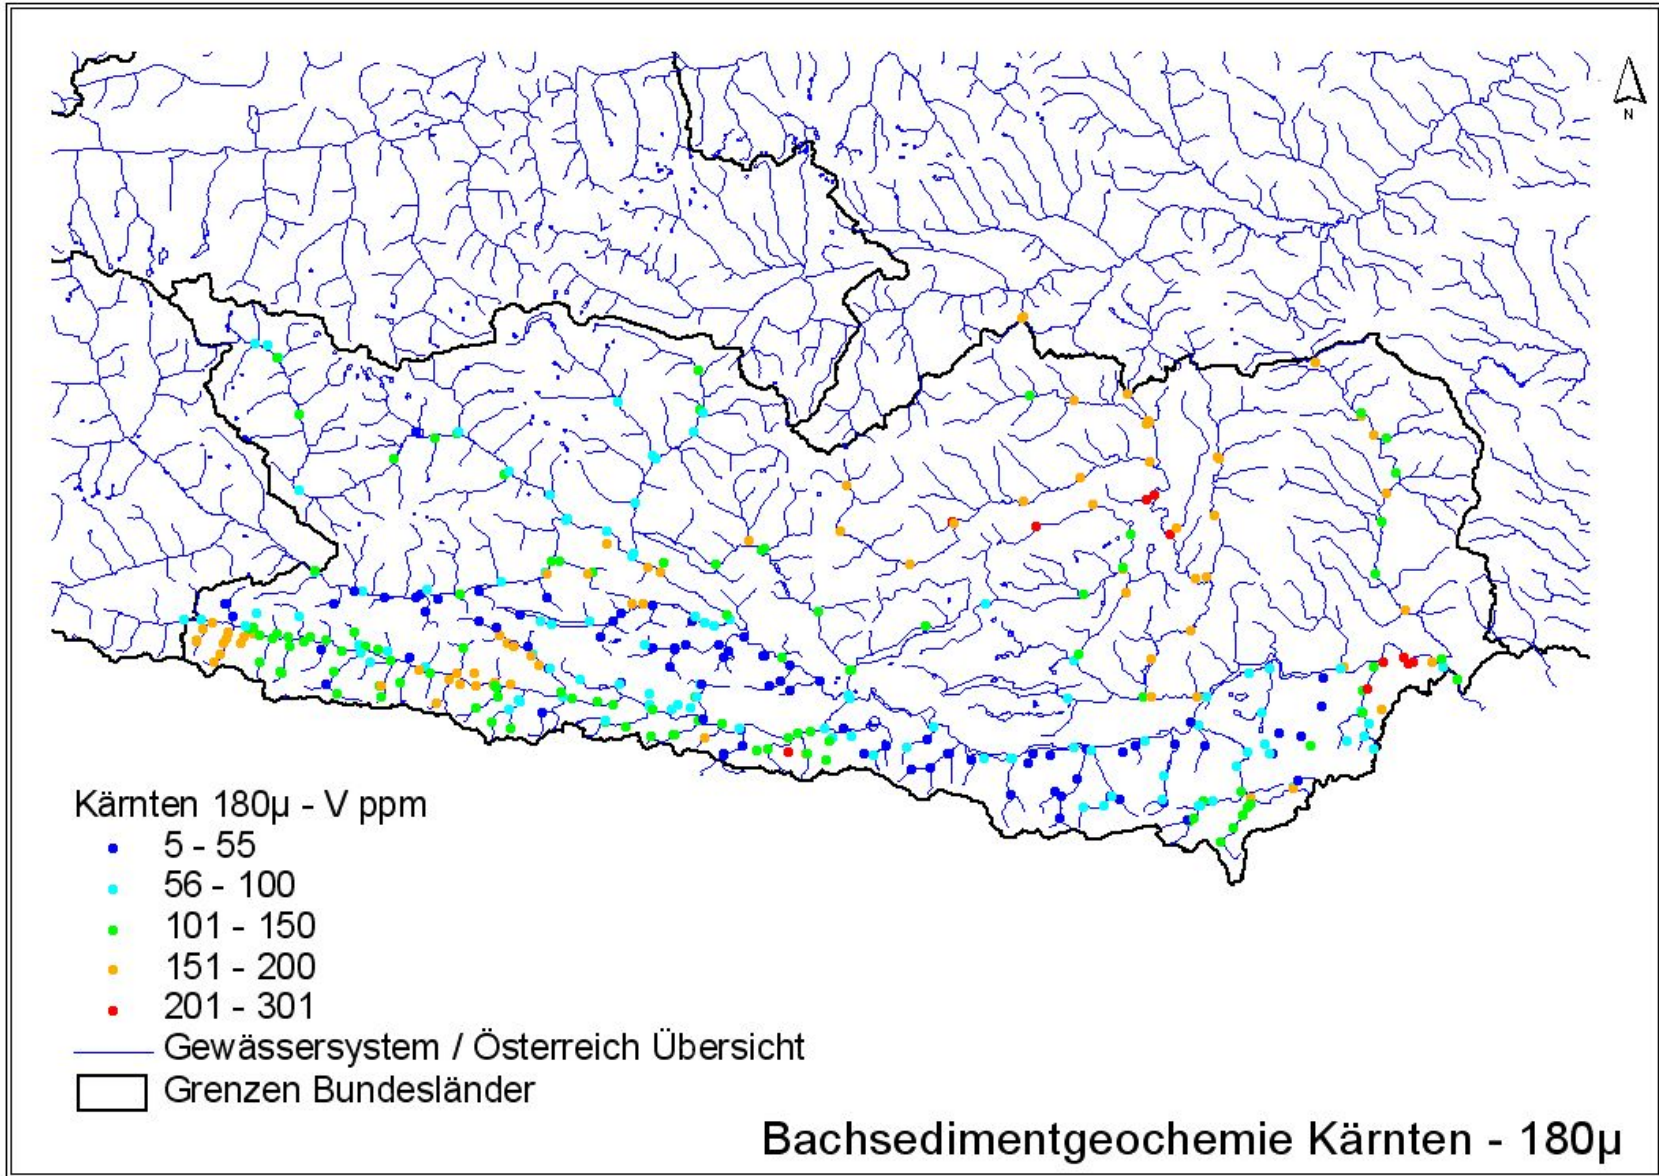 N
Kärnten 180µ - V ppm
5 - 55
56 - 100
101 - 150
151 - 200
201 - 301
Gewässersystem / Österreich Übersicht
Grenzen Bundesländer
Bachsedimentgeochemie Kärnten - 180µ